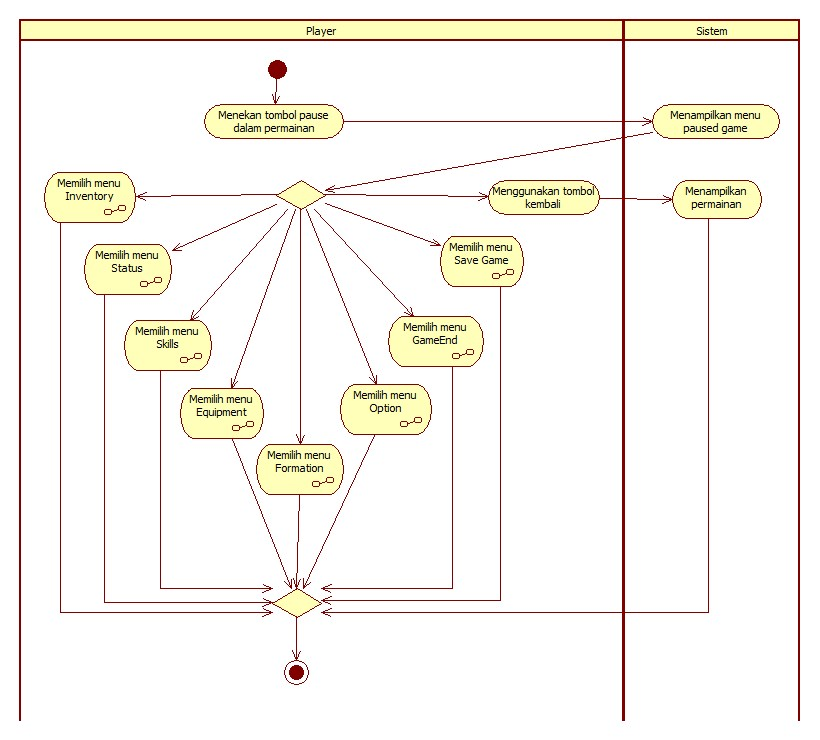 Player
Sistem
Menekan tombol pause
dalam permainan
Menampilkan menu
paused game
Memilih menu
Inventory
Menggunakan tombol
kembali
Menampilkan
permainan
Memilih menu
Status
Memilih menu
Save Game
Memilih menu
Skills
Memilih menu
GameEnd
Memilih menu
Equipment
Memilih menu
Option
Memilih menu
Formation